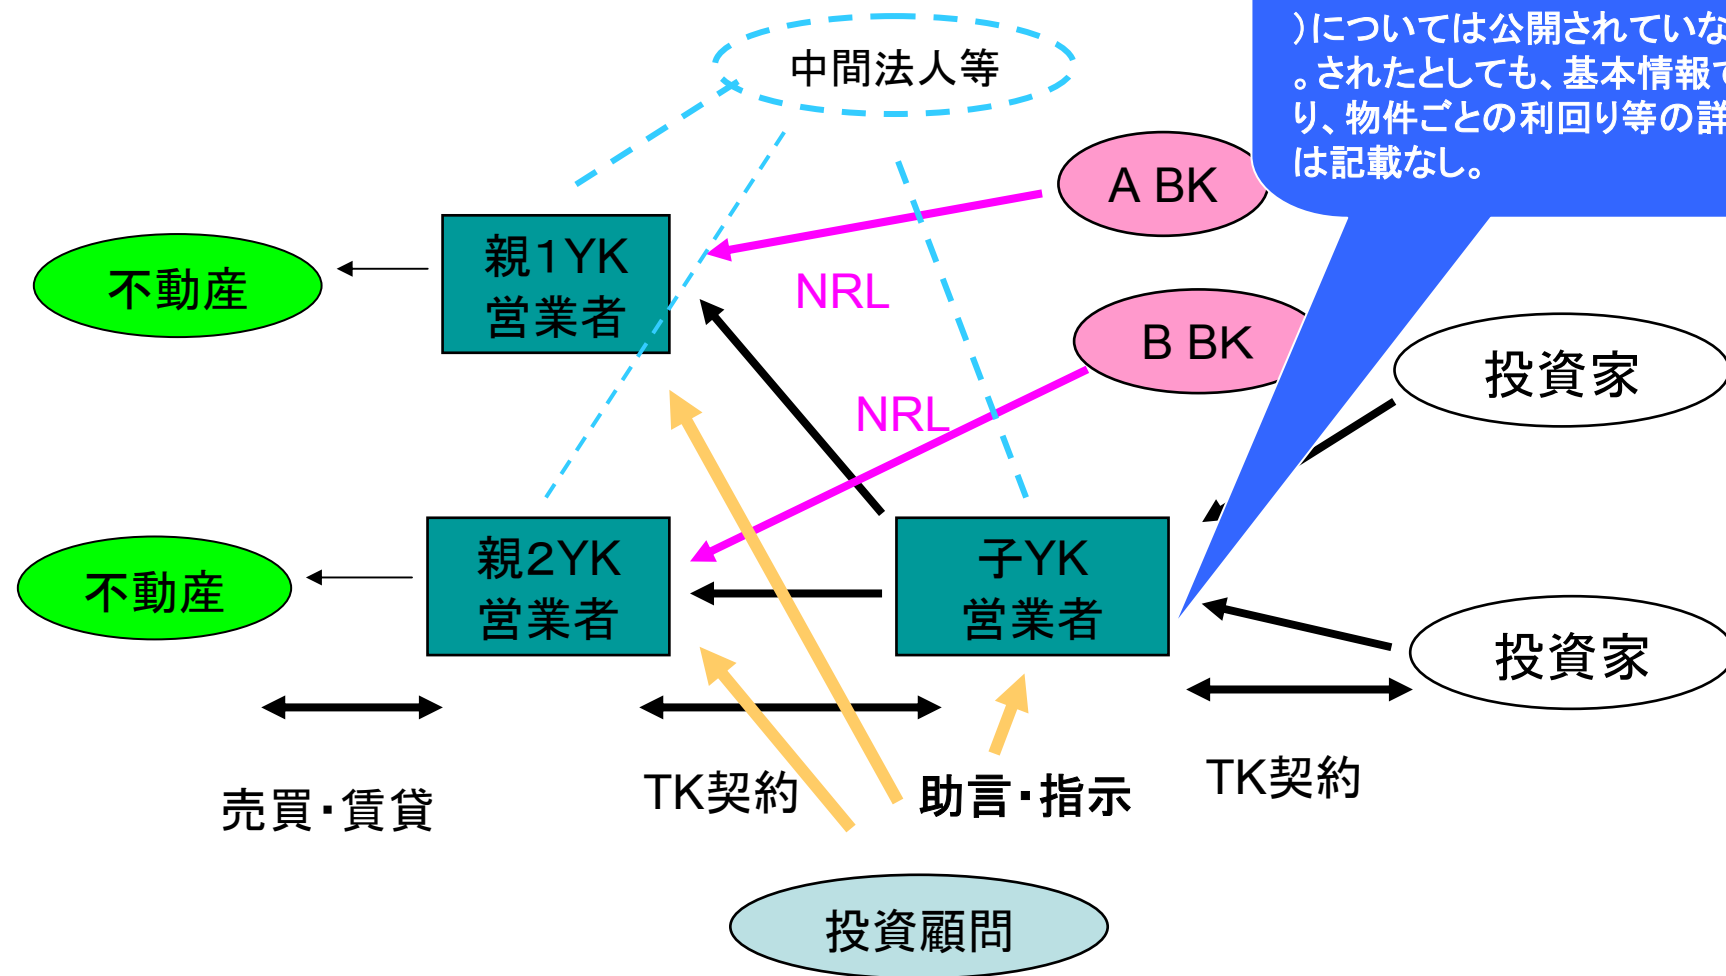 中間法人等
)については公開されていな
。されたとしても、基本情報で
り、物件ごとの利回り等の詳
は記載なし。
A BK
親1YK
営業者
不動産
NRL
B BK
投資家
NRL
親2YK
営業者
子YK
営業者
不動産
投資家
売買・賃貸
TK契約
助言・指示
TK契約
投資顧問